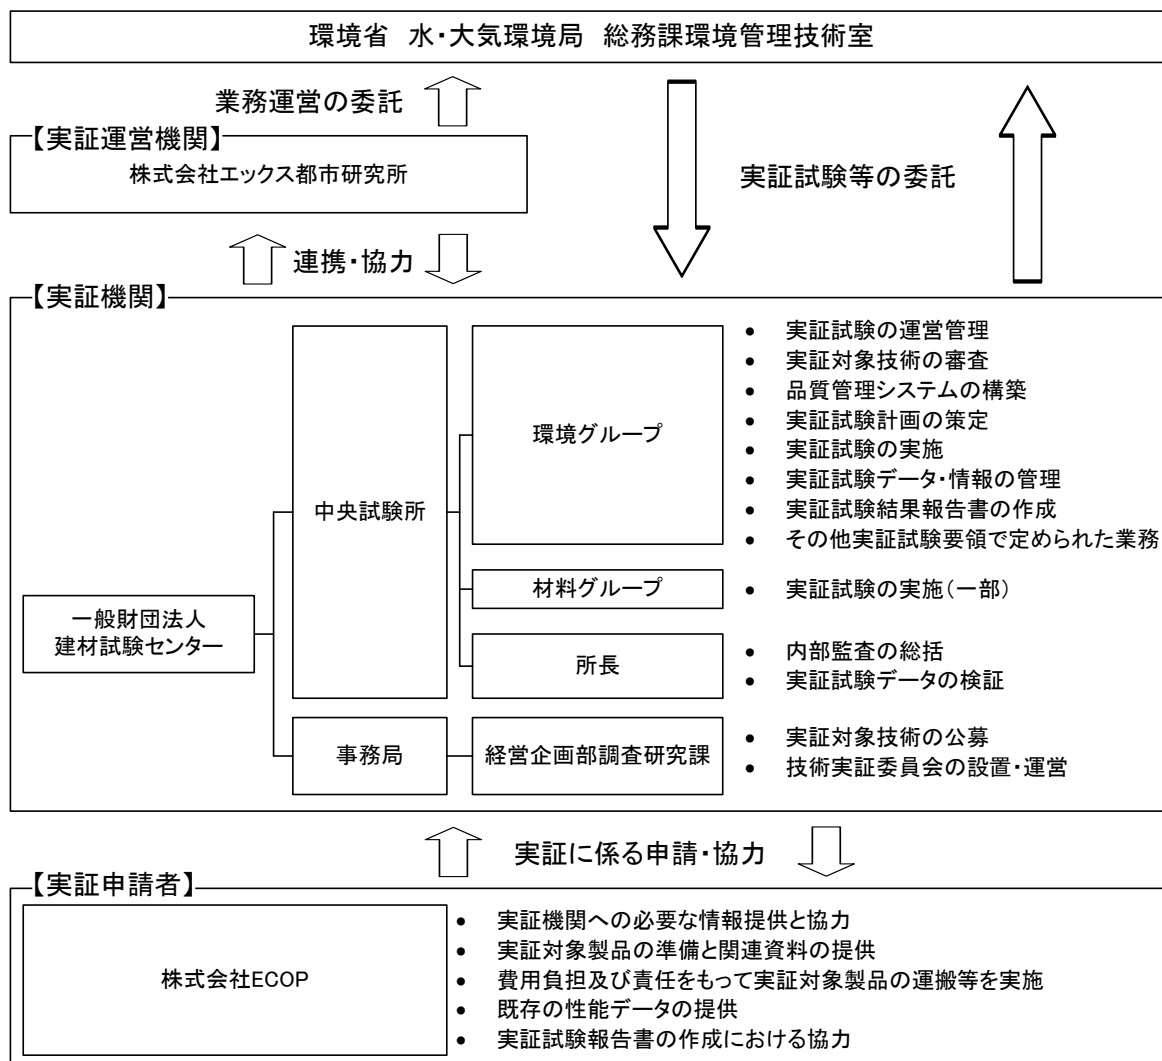 環境省　水・大気環境局　総務課環境管理技術室
業務運営の委託
【実証運営機関】
株式会社エックス都市研究所
実証試験等の委託
連携・協力
【実証機関】
一般財団法人
建材試験センター
中央試験所
環境グループ
• 実証試験の運営管理
• 実証対象技術の審査
• 品質管理システムの構築
• 実証試験計画の策定
• 実証試験の実施
• 実証試験データ・情報の管理
• 実証試験結果報告書の作成
• その他実証試験要領で定められた業務
材料グループ
• 実証試験の実施（一部）
所長
• 内部監査の総括
• 実証試験データの検証
事務局
経営企画部調査研究課
• 実証対象技術の公募
• 技術実証委員会の設置・運営
実証に係る申請・協力
【実証申請者】
株式会社ECOP
• 実証機関への必要な情報提供と協力
• 実証対象製品の準備と関連資料の提供
• 費用負担及び責任をもって実証対象製品の運搬等を実施
• 既存の性能データの提供
• 実証試験報告書の作成における協力